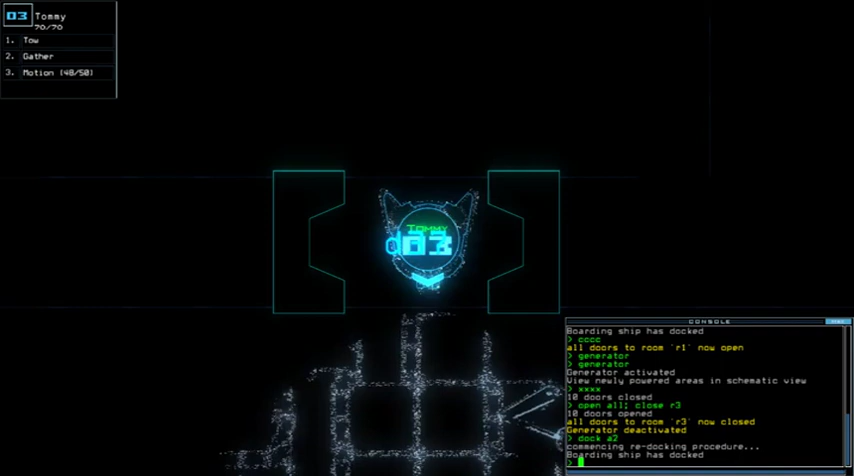 03 Tommy
70/70
1. Tow
2. Gather
3. Motion (48/50)
Tommy
d03
CONSOLE
Boarding ship has docked
> cccc
all doors to room `r1` now open
> generator
> generator
Generator activated
View newly powered areas in schematic view
> xxxx
10 doors closed
> open all; close r3
10 doors opened
all doors to room `r3` now closed
Generator deactivated
> dock a2
commencing re-docking procedure...
Boarding ship has docked
>